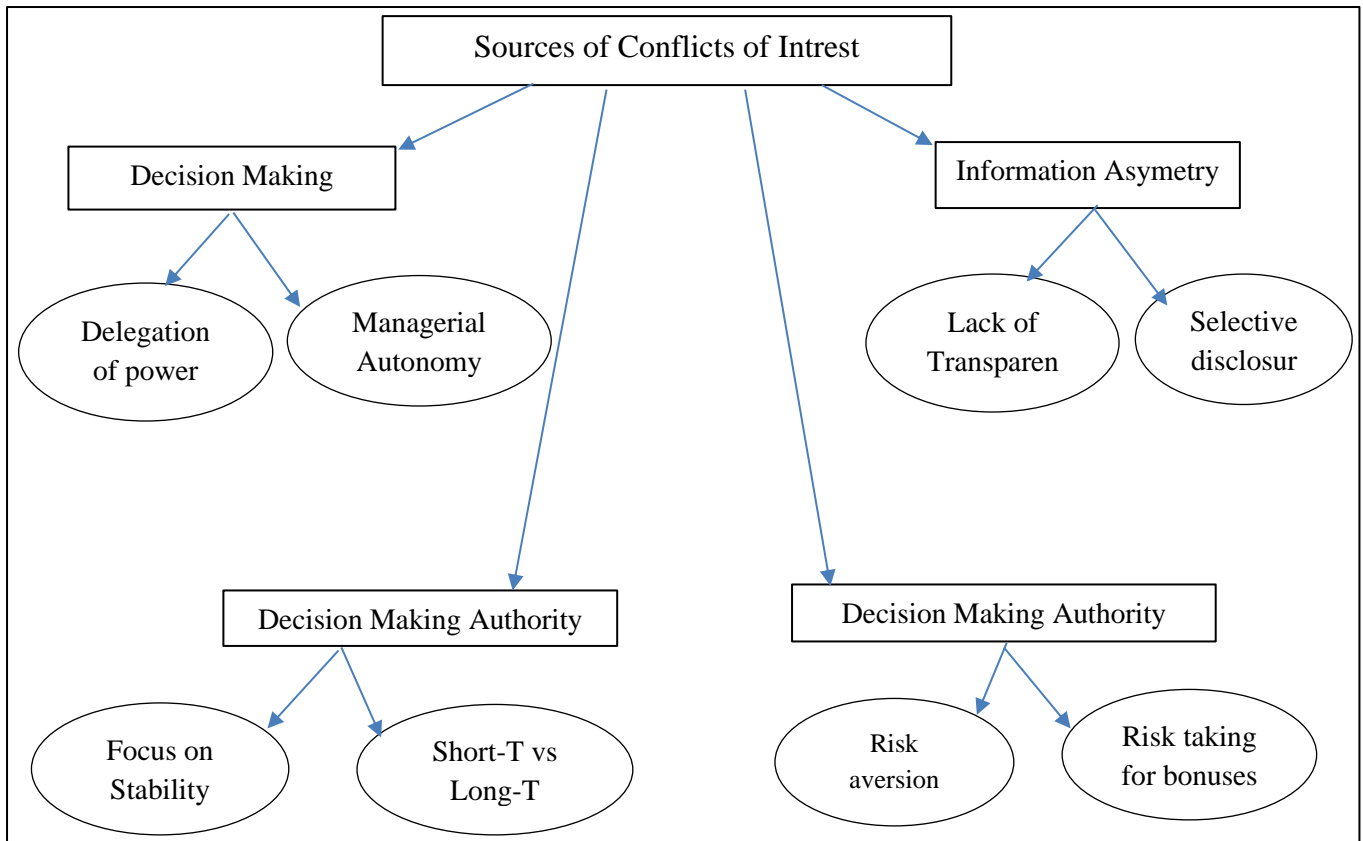 Sources of Conflicts of Intrest
Decision Making
Information Asymetry
Delegation
of power
Managerial
Autonomy
Lack of
Transparen
Selective
disclosur
Decision Making Authority
Decision Making Authority
Focus on
Stability
Short-T vs
Long-T
Risk
aversion
Risk taking
for bonuses